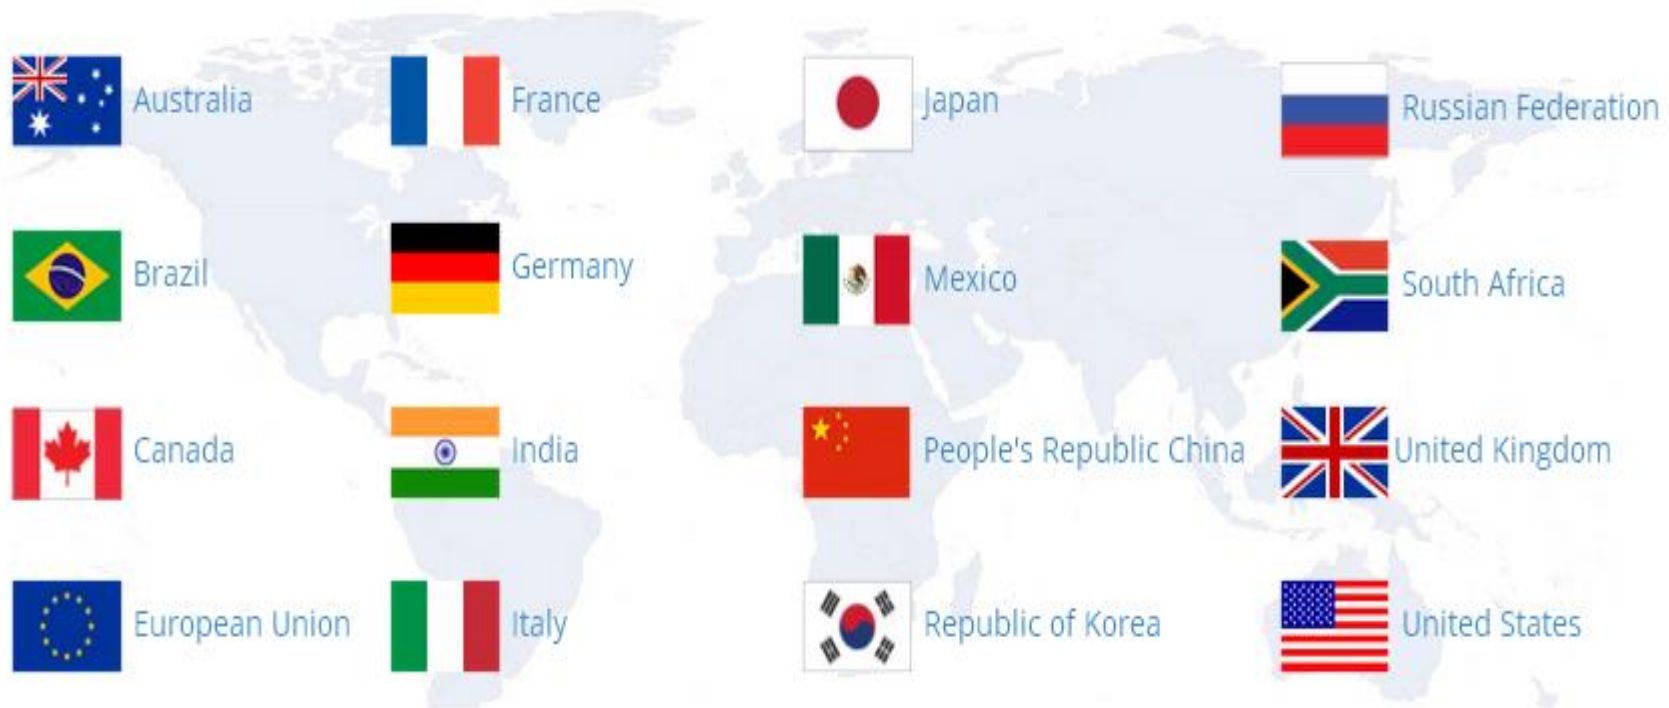 Australia
Brazil
Canada
European Union
France
Germany
India
Italy
Japan
Mexico
People's Republic China
Republic of Korea
Russian Federation
South Africa
United Kingdom
United States